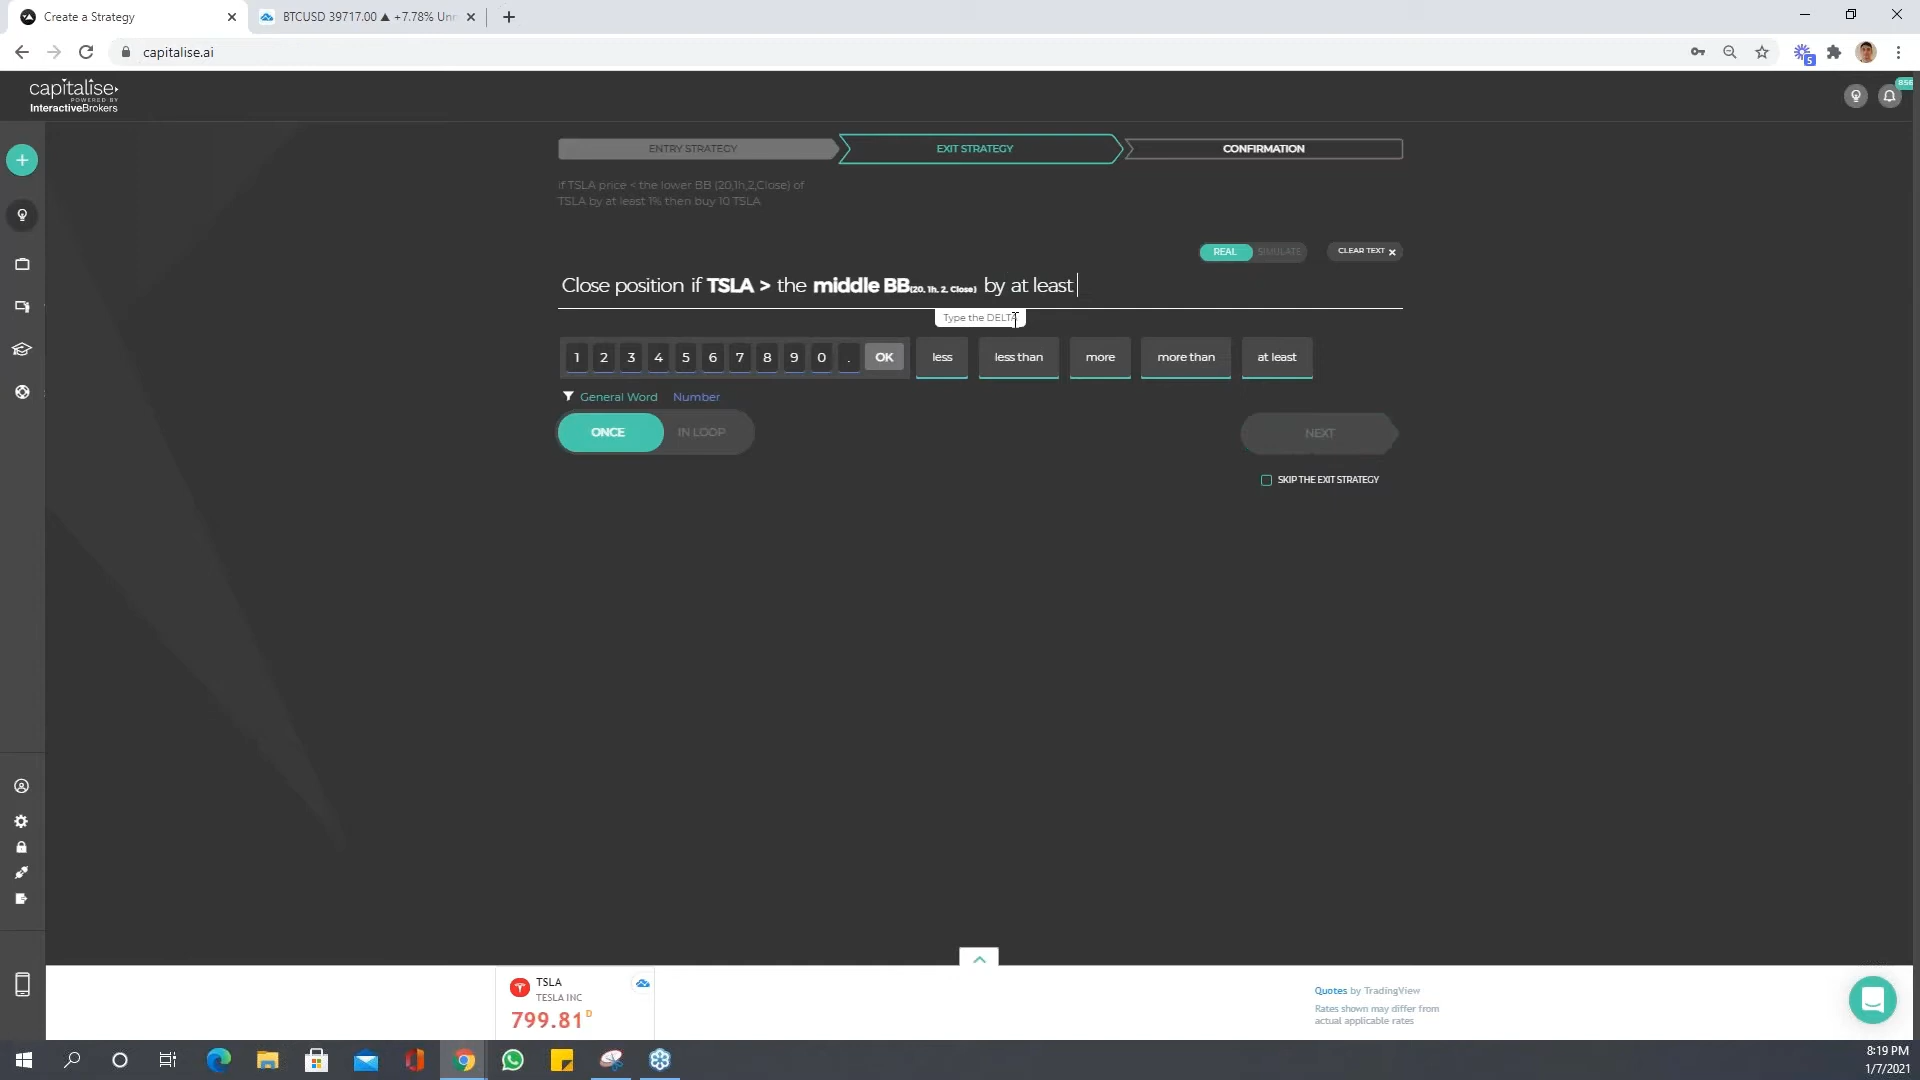 Create a Strategy
BTCUSD 39717.00 ▲ +7.78% Unn
capitalise.ai
5
capitalise
POWERED BY
InteractiveBrokers
856
ENTRY STRATEGY
EXIT STRATEGY
CONFIRMATION
if TSLA price < the lower BB (20,1h,2,Close) of
TSLA by at least 1% then buy 10 TSLA
REAL
SIMULATE
CLEAR TEXT ×
Close position if TSLA > the middle BB(20, 1h, 2, Close) by at least
Type the DELTA
1 2 3 4 5 6 7 8 9 0 . OK
less
less than
more
more than
at least
General Word
Number
ONCE
IN LOOP
NEXT
SKIP THE EXIT STRATEGY
TSLA
TESLA INC
799.81 D
Quotes by TradingView
Rates shown may differ from
actual applicable rates
8:19 PM
1/7/2021